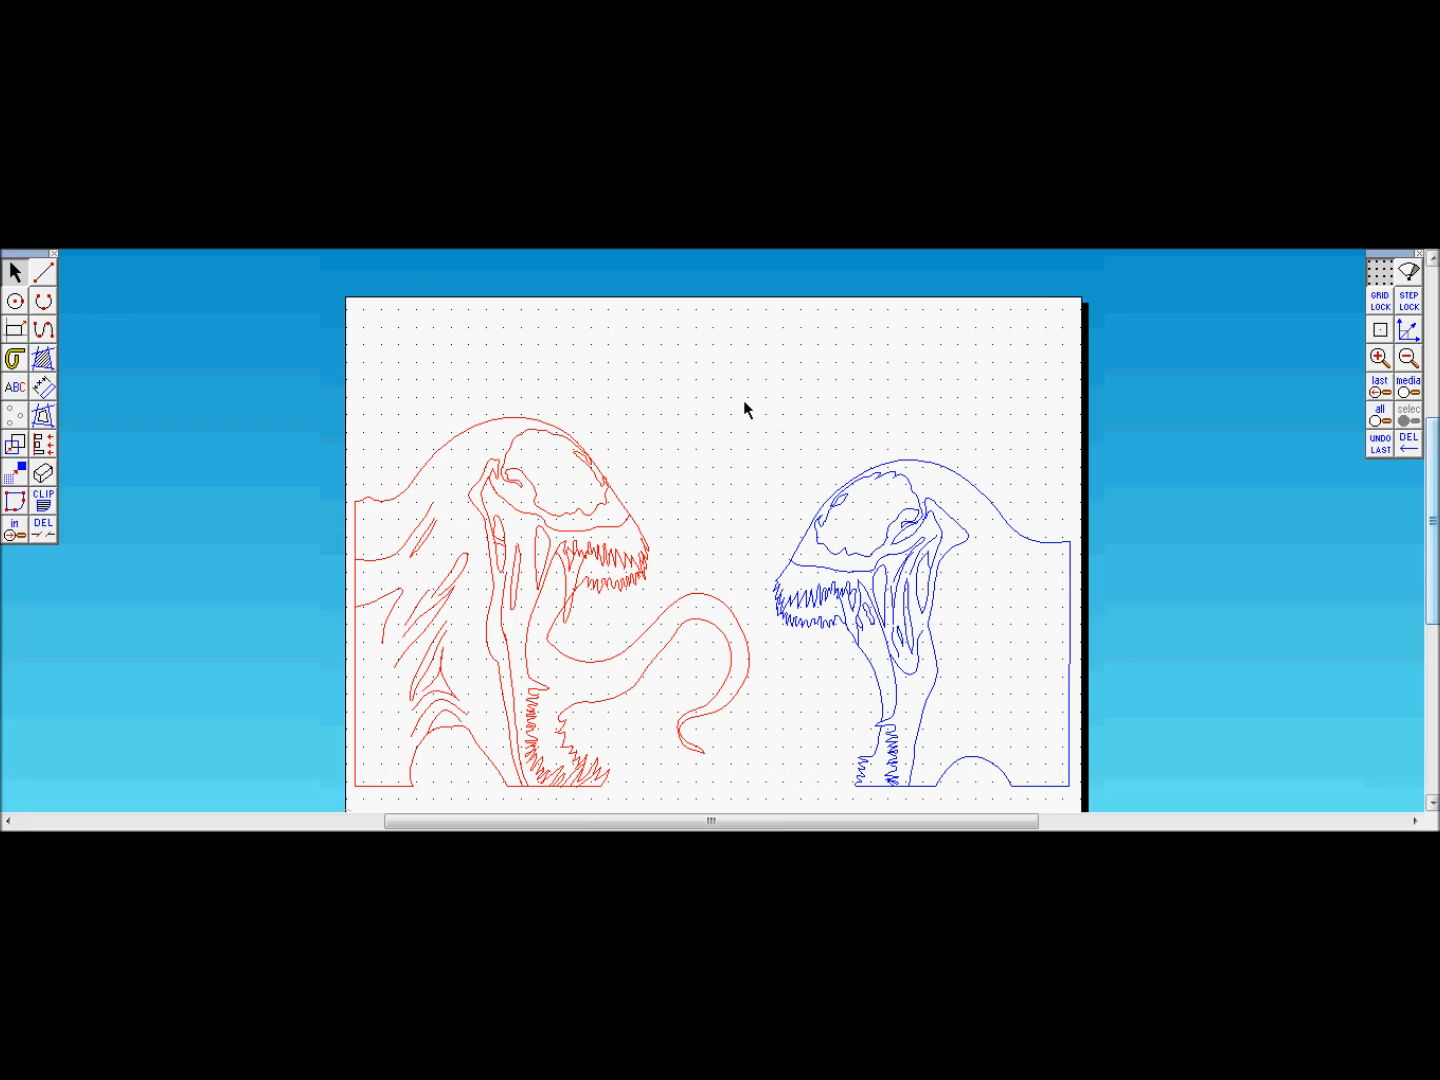 ABC
CLIP
in
DEL
GRID
LOCK
STEP
LOCK
last
media
all
selec
UNDO
LAST
DEL